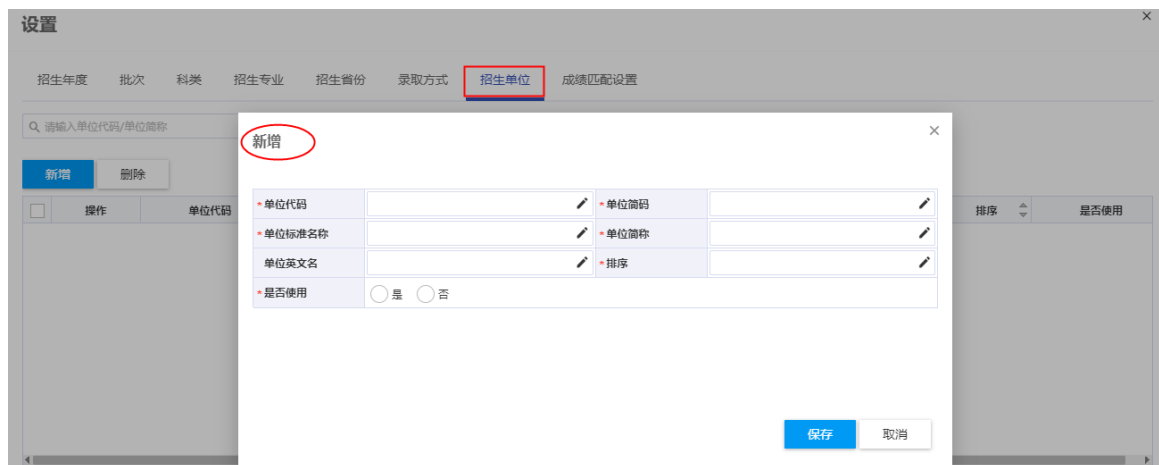 设置
×
招生年度 批次 科类 招生专业 招生省份 录取方式 招生单位 成绩匹配设置
请输入单位代码/单位简称
新增 ×
新增 删除
操作 单位代码 排序 是否使用
*单位代码 *单位简码
*单位标准名称 *单位简称
单位英文名 *排序
*是否使用 是 否
保存 取消